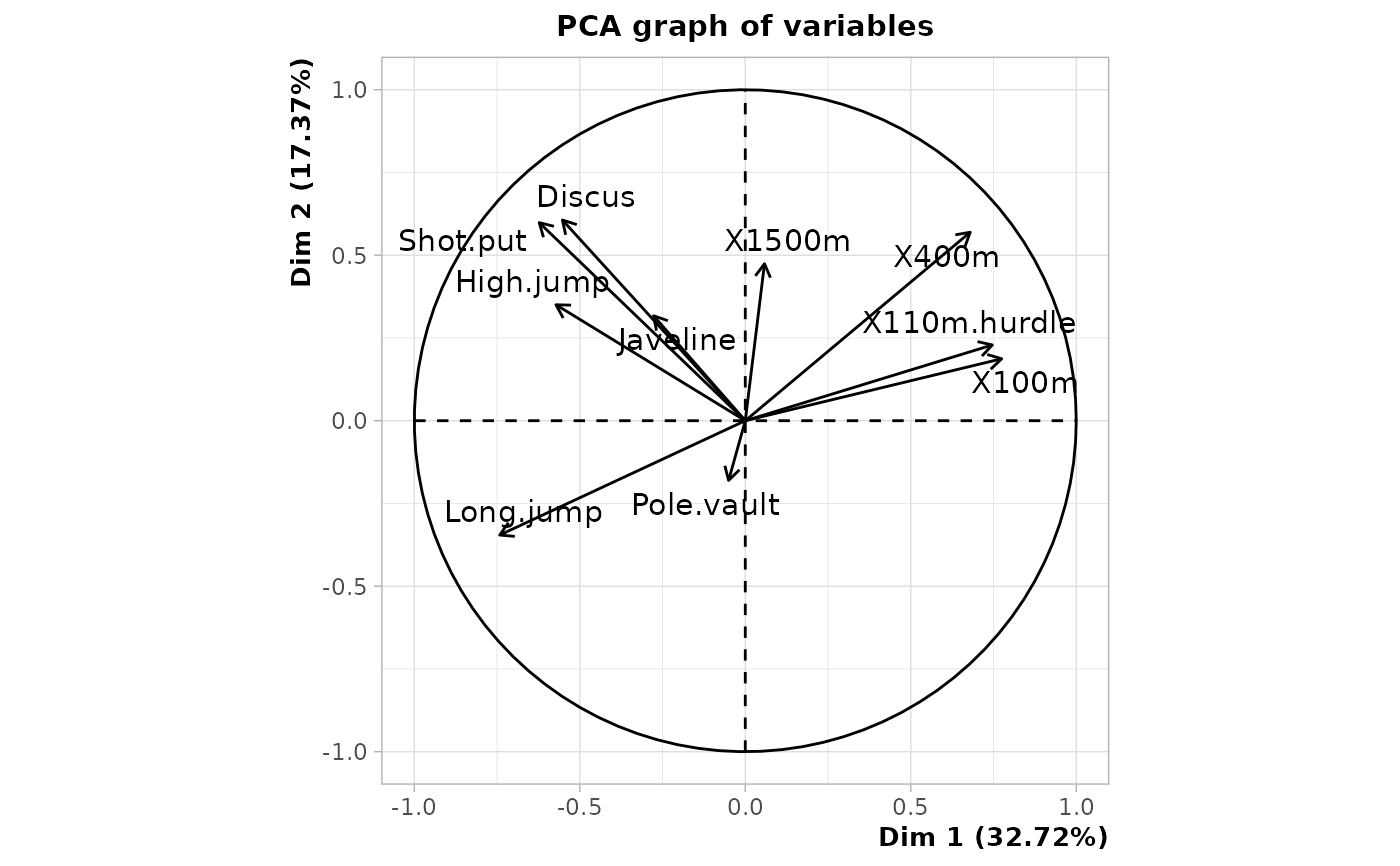 PCA graph of variables
Dim 2 (17.37%)
1.0
0.5
0.0
-0.5
-1.0
Discus
Shot.put
X1500m
X400m
High.jump
X110m.hurdle
Javeline
X100m
Long.jump
Pole.vault
-1.0 -0.5 0.0 0.5 1.0
Dim 1 (32.72%)